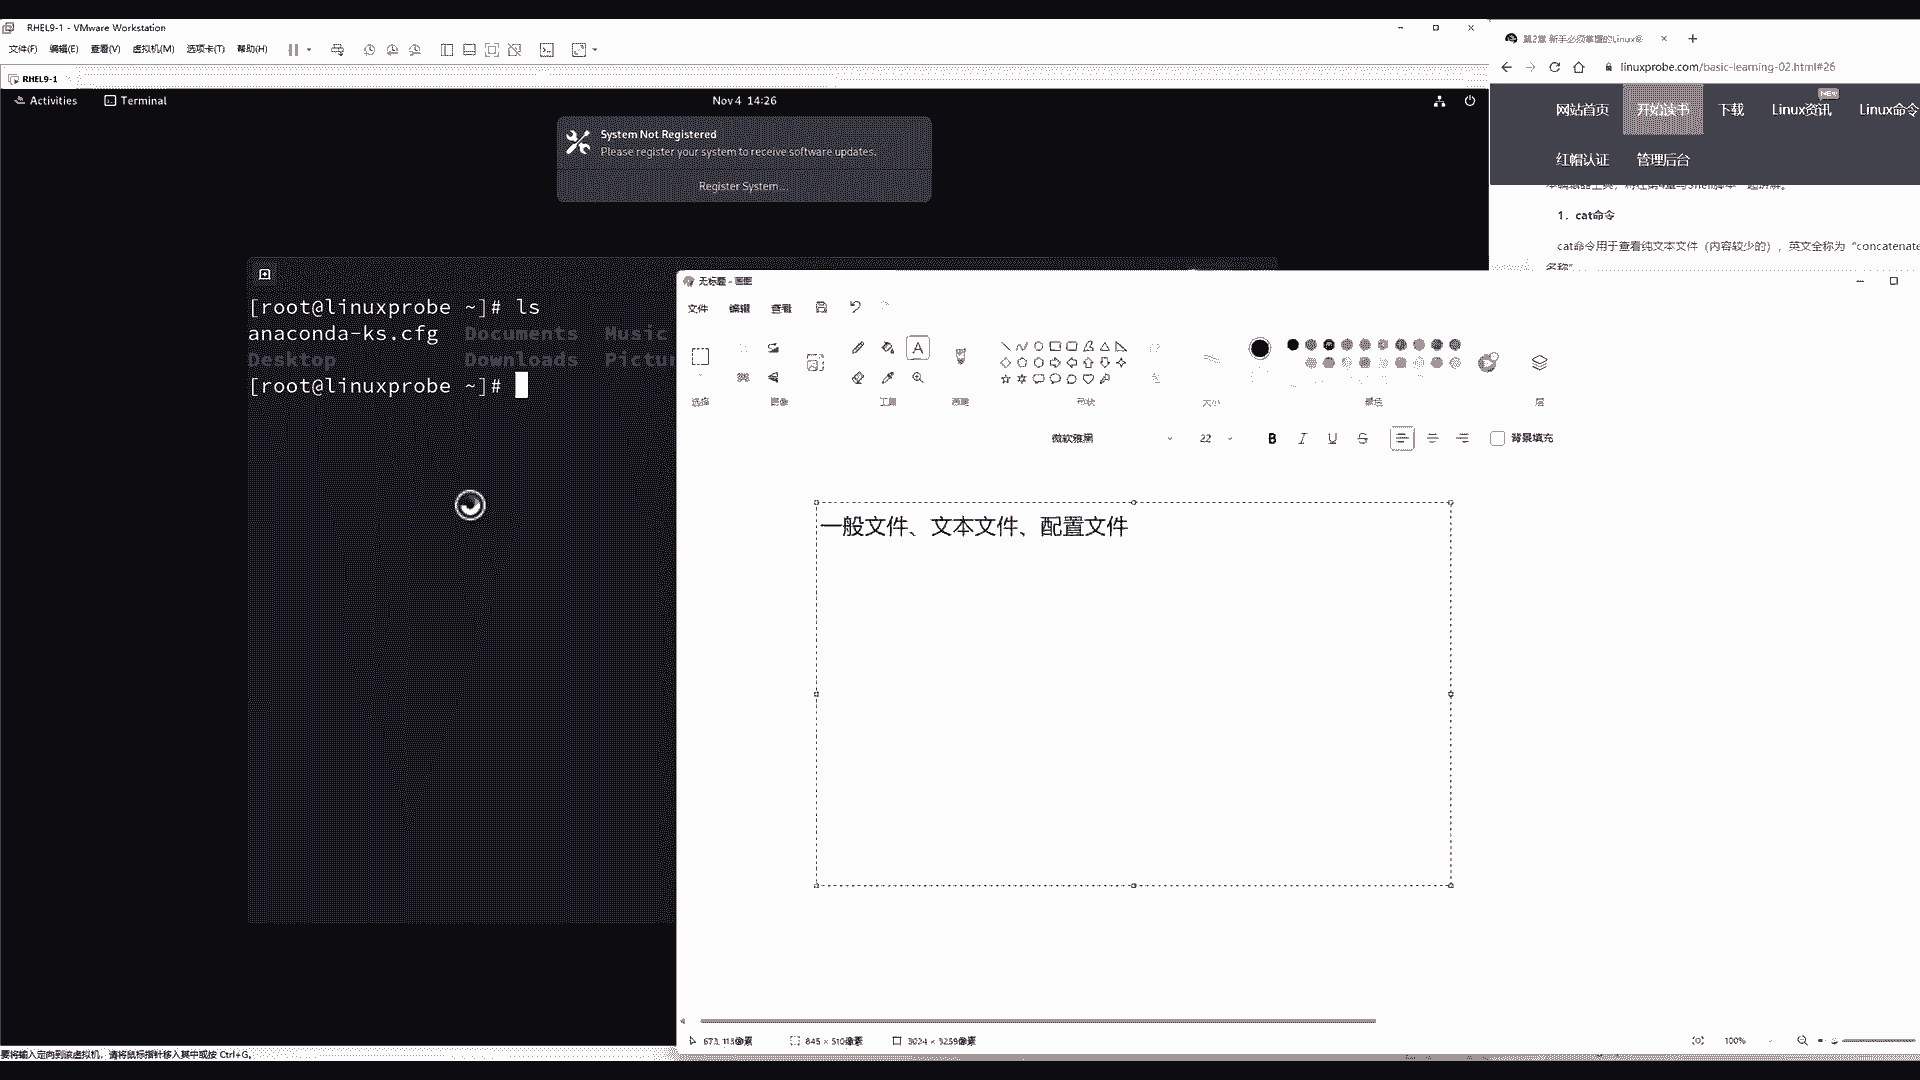 RHEL9-1 - VMware Workstation
文件(F) 编辑(E) 查看(V) 虚拟机(M) 选项卡(T) 帮助(H)
RHEL9-1
Activities
Terminal
Nov 4 14:26
System Not Registered
Please register your system to receive software updates.
Register System...
[root@linuxprobe ~]# ls
anaconda-ks.cfg Documents Music
Desktop Downloads Pictur
[root@linuxprobe ~]#
要将输入定向到该虚拟机，请将鼠标指针移入其中或按 Ctrl+G。
第2章 新手必须掌握的Linux命
linuxprobe.com/basic-learning-02.html#26
网站首页 开始读书 下载 Linux资讯 NEW Linux命令
红帽认证 管理后台
1. cat命令
cat命令用于查看纯文本文件（内容较少的），英文全称为“concatenate
名称”
无标题 - 画图
文件 编辑 查看
选择 图像 工具 画笔 形状 大小 颜色 层
微软雅黑 22 B I U S 背景填充
一般文件、文本文件、配置文件
673, 113像素
845 × 510像素
3024 × 3259像素
100%